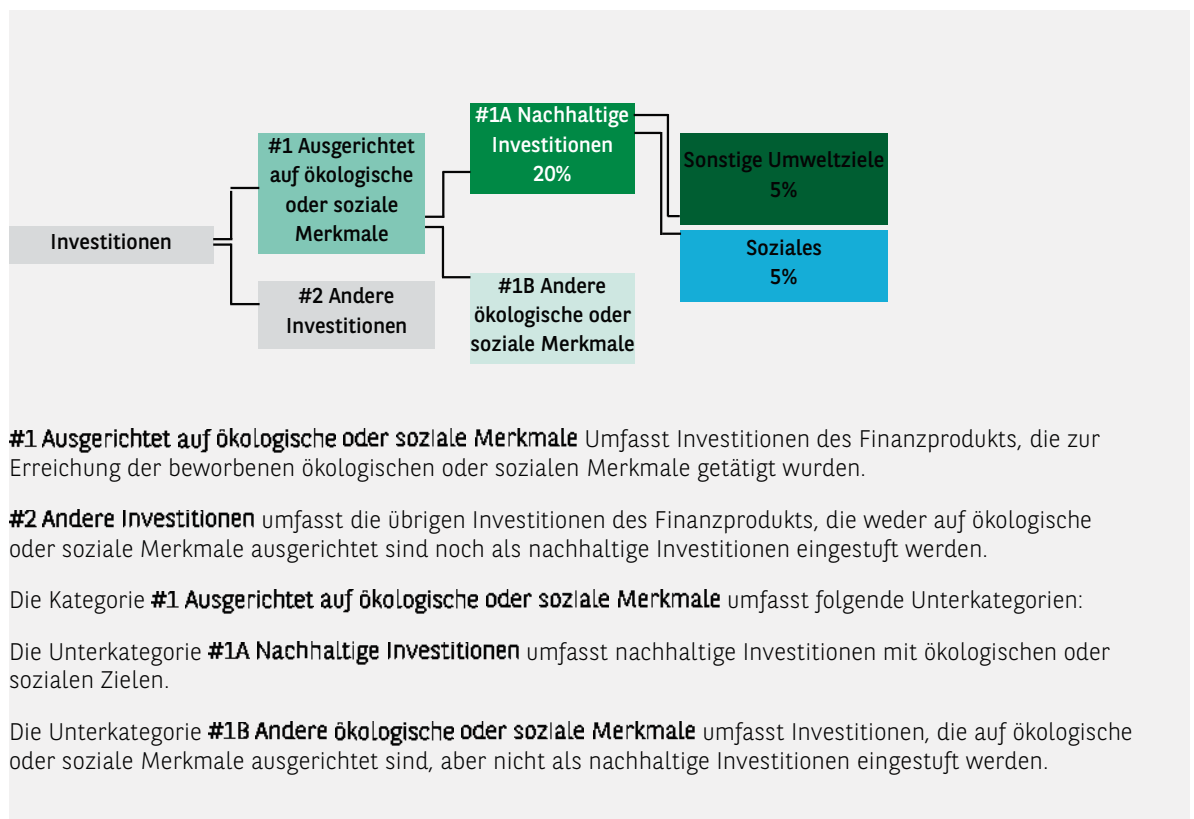 #1A Nachhaltige
Investitionen
20%
#1 Ausgerichtet
auf ökologische
oder soziale
Merkmale
Sonstige Umweltziele
5%
Investitionen
Soziales
5%
#2 Andere
Investitionen
#1B Andere
ökologische oder
soziale Merkmale
#1 Ausgerichtet auf ökologische oder soziale Merkmale Umfasst Investitionen des Finanzprodukts, die zur
Erreichung der beworbenen ökologischen oder sozialen Merkmale getätigt wurden.
#2 Andere Investitionen umfasst die übrigen Investitionen des Finanzprodukts, die weder auf ökologische
oder soziale Merkmale ausgerichtet sind noch als nachhaltige Investitionen eingestuft werden.
Die Kategorie #1 Ausgerichtet auf ökologische oder soziale Merkmale umfasst folgende Unterkategorien:
Die Unterkategorie #1A Nachhaltige Investitionen umfasst nachhaltige Investitionen mit ökologischen oder
sozialen Zielen.
Die Unterkategorie #1B Andere ökologische oder soziale Merkmale umfasst Investitionen, die auf ökologische
oder soziale Merkmale ausgerichtet sind, aber nicht als nachhaltige Investitionen eingestuft werden.